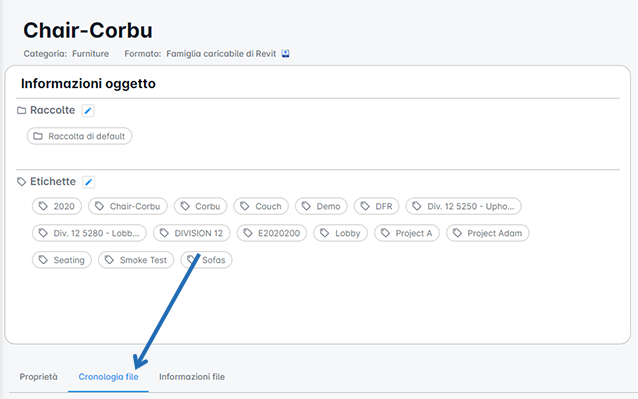 Chair-Corbu
Categoria: Furniture Formato: Famiglia caricabile di Revit
Informazioni oggetto
Raccolte
Raccolta di default
Etichette
2020 Chair-Corbu Corbu Couch Demo DFR Div. 12 5250 - Upho...
Div. 12 5280 - Lobb... DIVISION 12 E2020200 Lobby Project A Project Adam
Seating Smoke Test Sofas
Proprietà Cronologia file Informazioni file